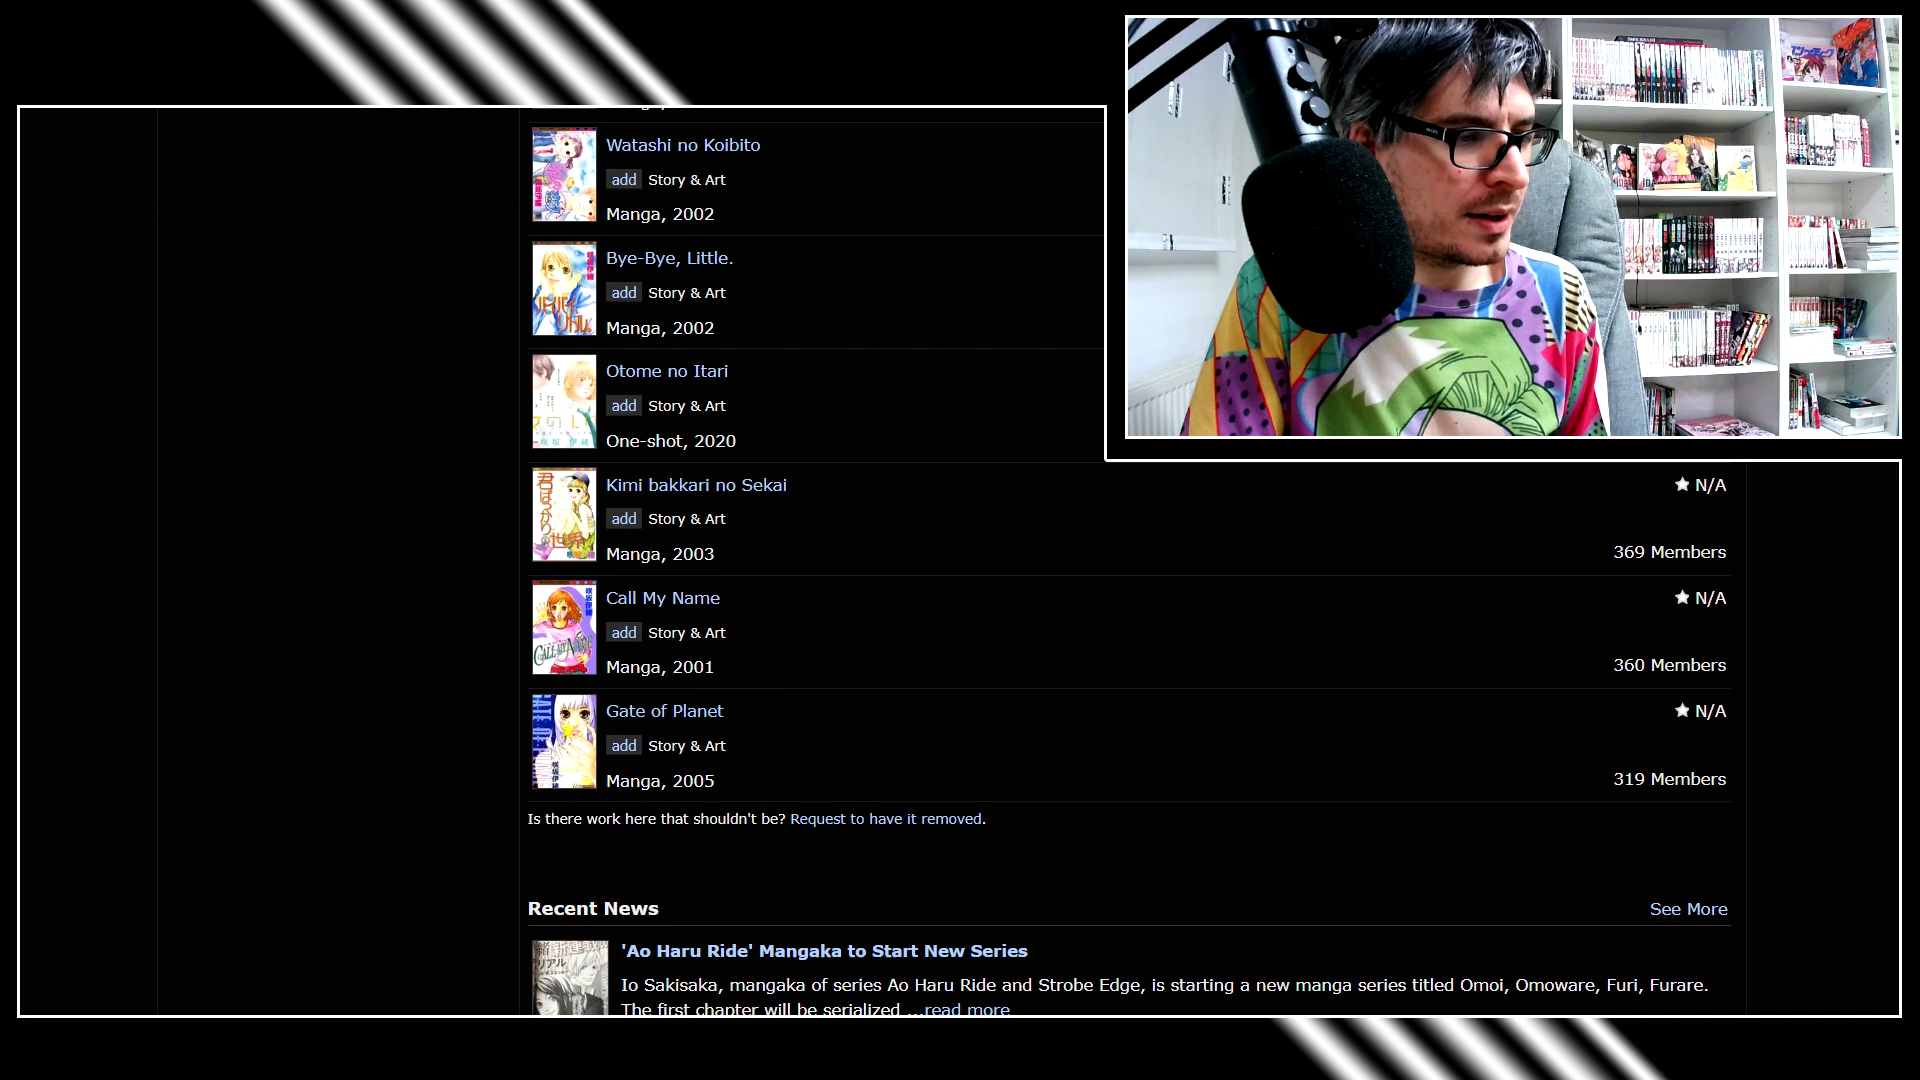 Watashi no Koibito
add Story & Art
Manga, 2002
Bye-Bye, Little.
add Story & Art
Manga, 2002
Otome no Itari
add Story & Art
One-shot, 2020
Kimi bakkari no Sekai
N/A
add Story & Art
Manga, 2003
369 Members
Call My Name
N/A
add Story & Art
Manga, 2001
360 Members
CALL MY NAME
Gate of Planet
N/A
add Story & Art
Manga, 2005
319 Members
Is there work here that shouldn't be? Request to have it removed.
Recent News
See More
'Ao Haru Ride' Mangaka to Start New Series
Io Sakisaka, mangaka of series Ao Haru Ride and Strobe Edge, is starting a new manga series titled Omoi, Omoware, Furi, Furare.
The first chapter will be serialized ...read more